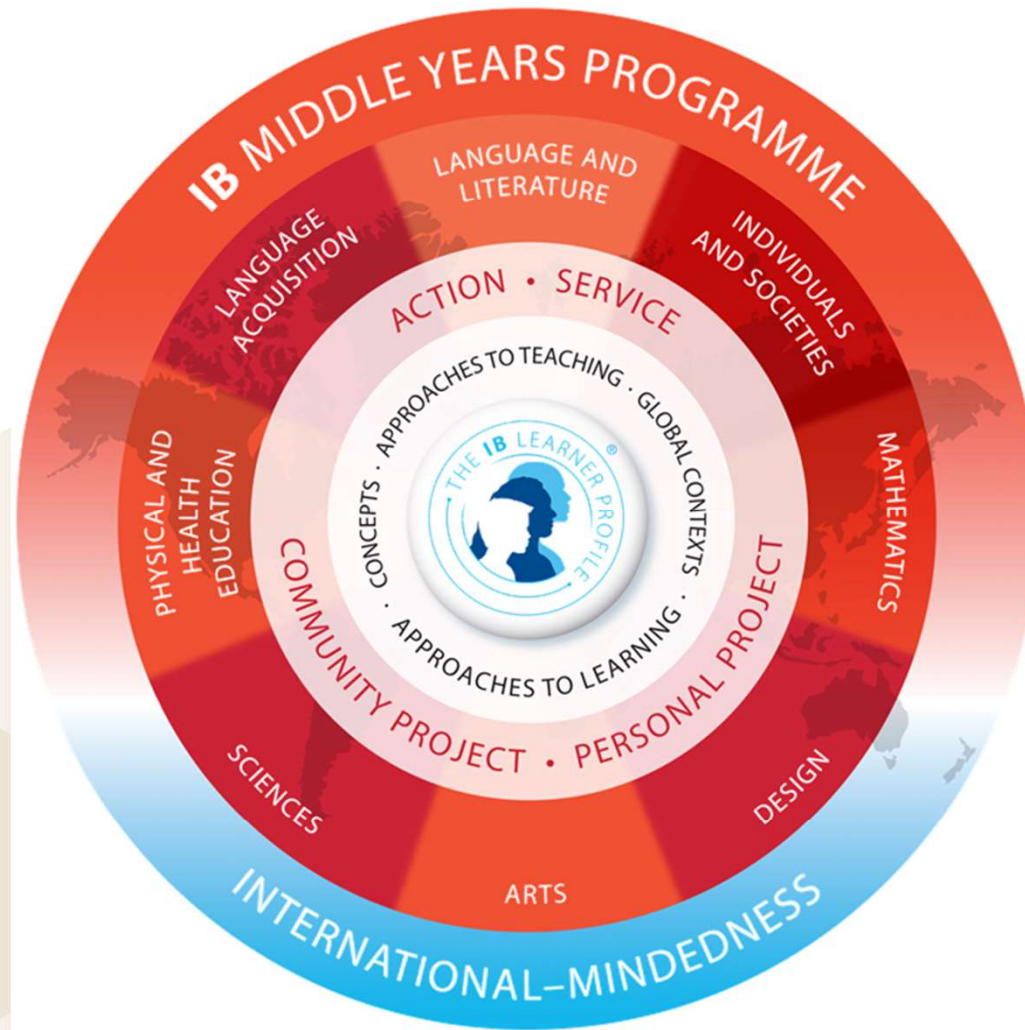 IB MIDDLE YEARS PROGRAMME
LANGUAGE AND
LITERATURE
INDIVIDUALS
AND SOCIETIES
MATHEMATICS
DESIGN
ARTS
SCIENCES
PHYSICAL AND
HEALTH
EDUCATION
LANGUAGE
ACQUISITION
ACTION • SERVICE
COMMUNITY PROJECT • PERSONAL PROJECT
CONCEPTS • APPROACHES TO TEACHING • GLOBAL CONTEXTS •
APPROACHES TO LEARNING •
• THE IB LEARNER PROFILE • ®
INTERNATIONAL–MINDEDNESS